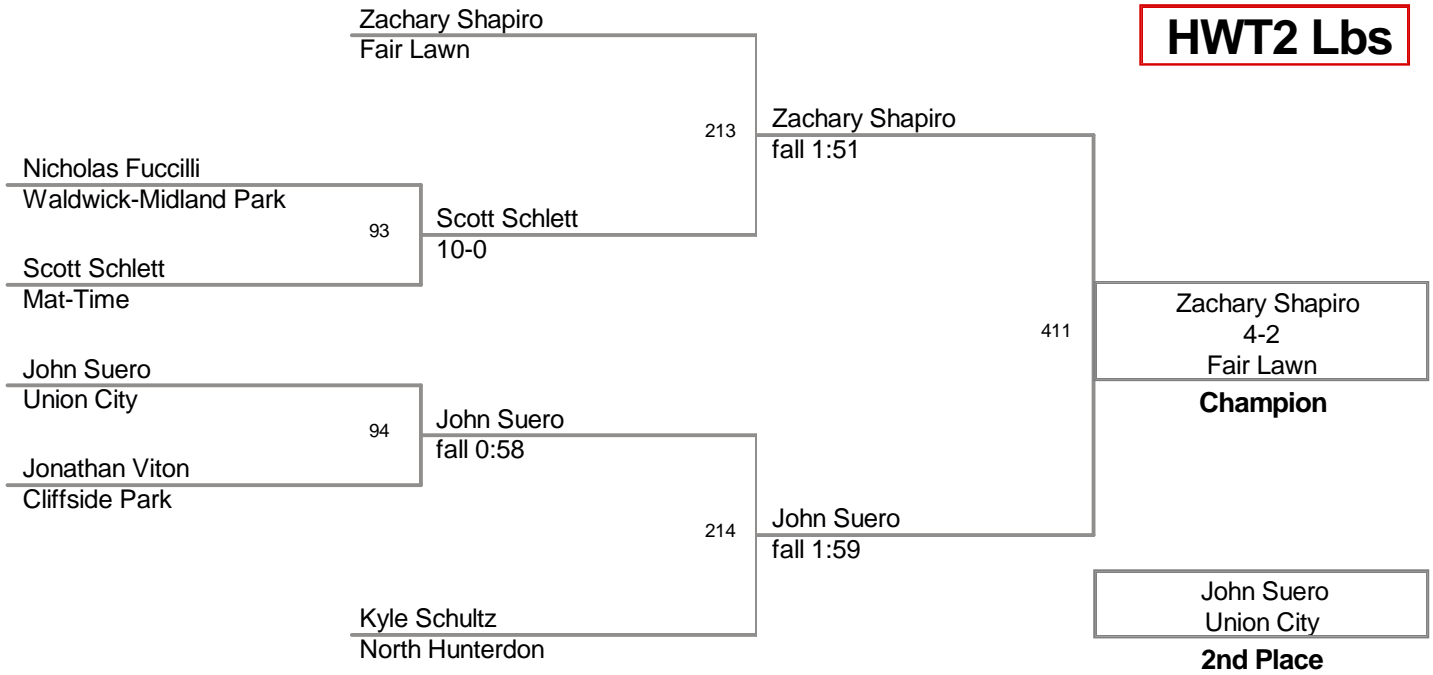 Zachary Shapiro
Fair Lawn
HWT2 Lbs
213
Zachary Shapiro
fall 1:51
Nicholas Fuccilli
Waldwick-Midland Park
93
Scott Schlett
10-0
Scott Schlett
Mat-Time
411
Zachary Shapiro
4-2
Fair Lawn
Champion
John Suero
Union City
94
John Suero
fall 0:58
Jonathan Viton
Cliffside Park
214
John Suero
fall 1:59
Kyle Schultz
North Hunterdon
John Suero
Union City
2nd Place